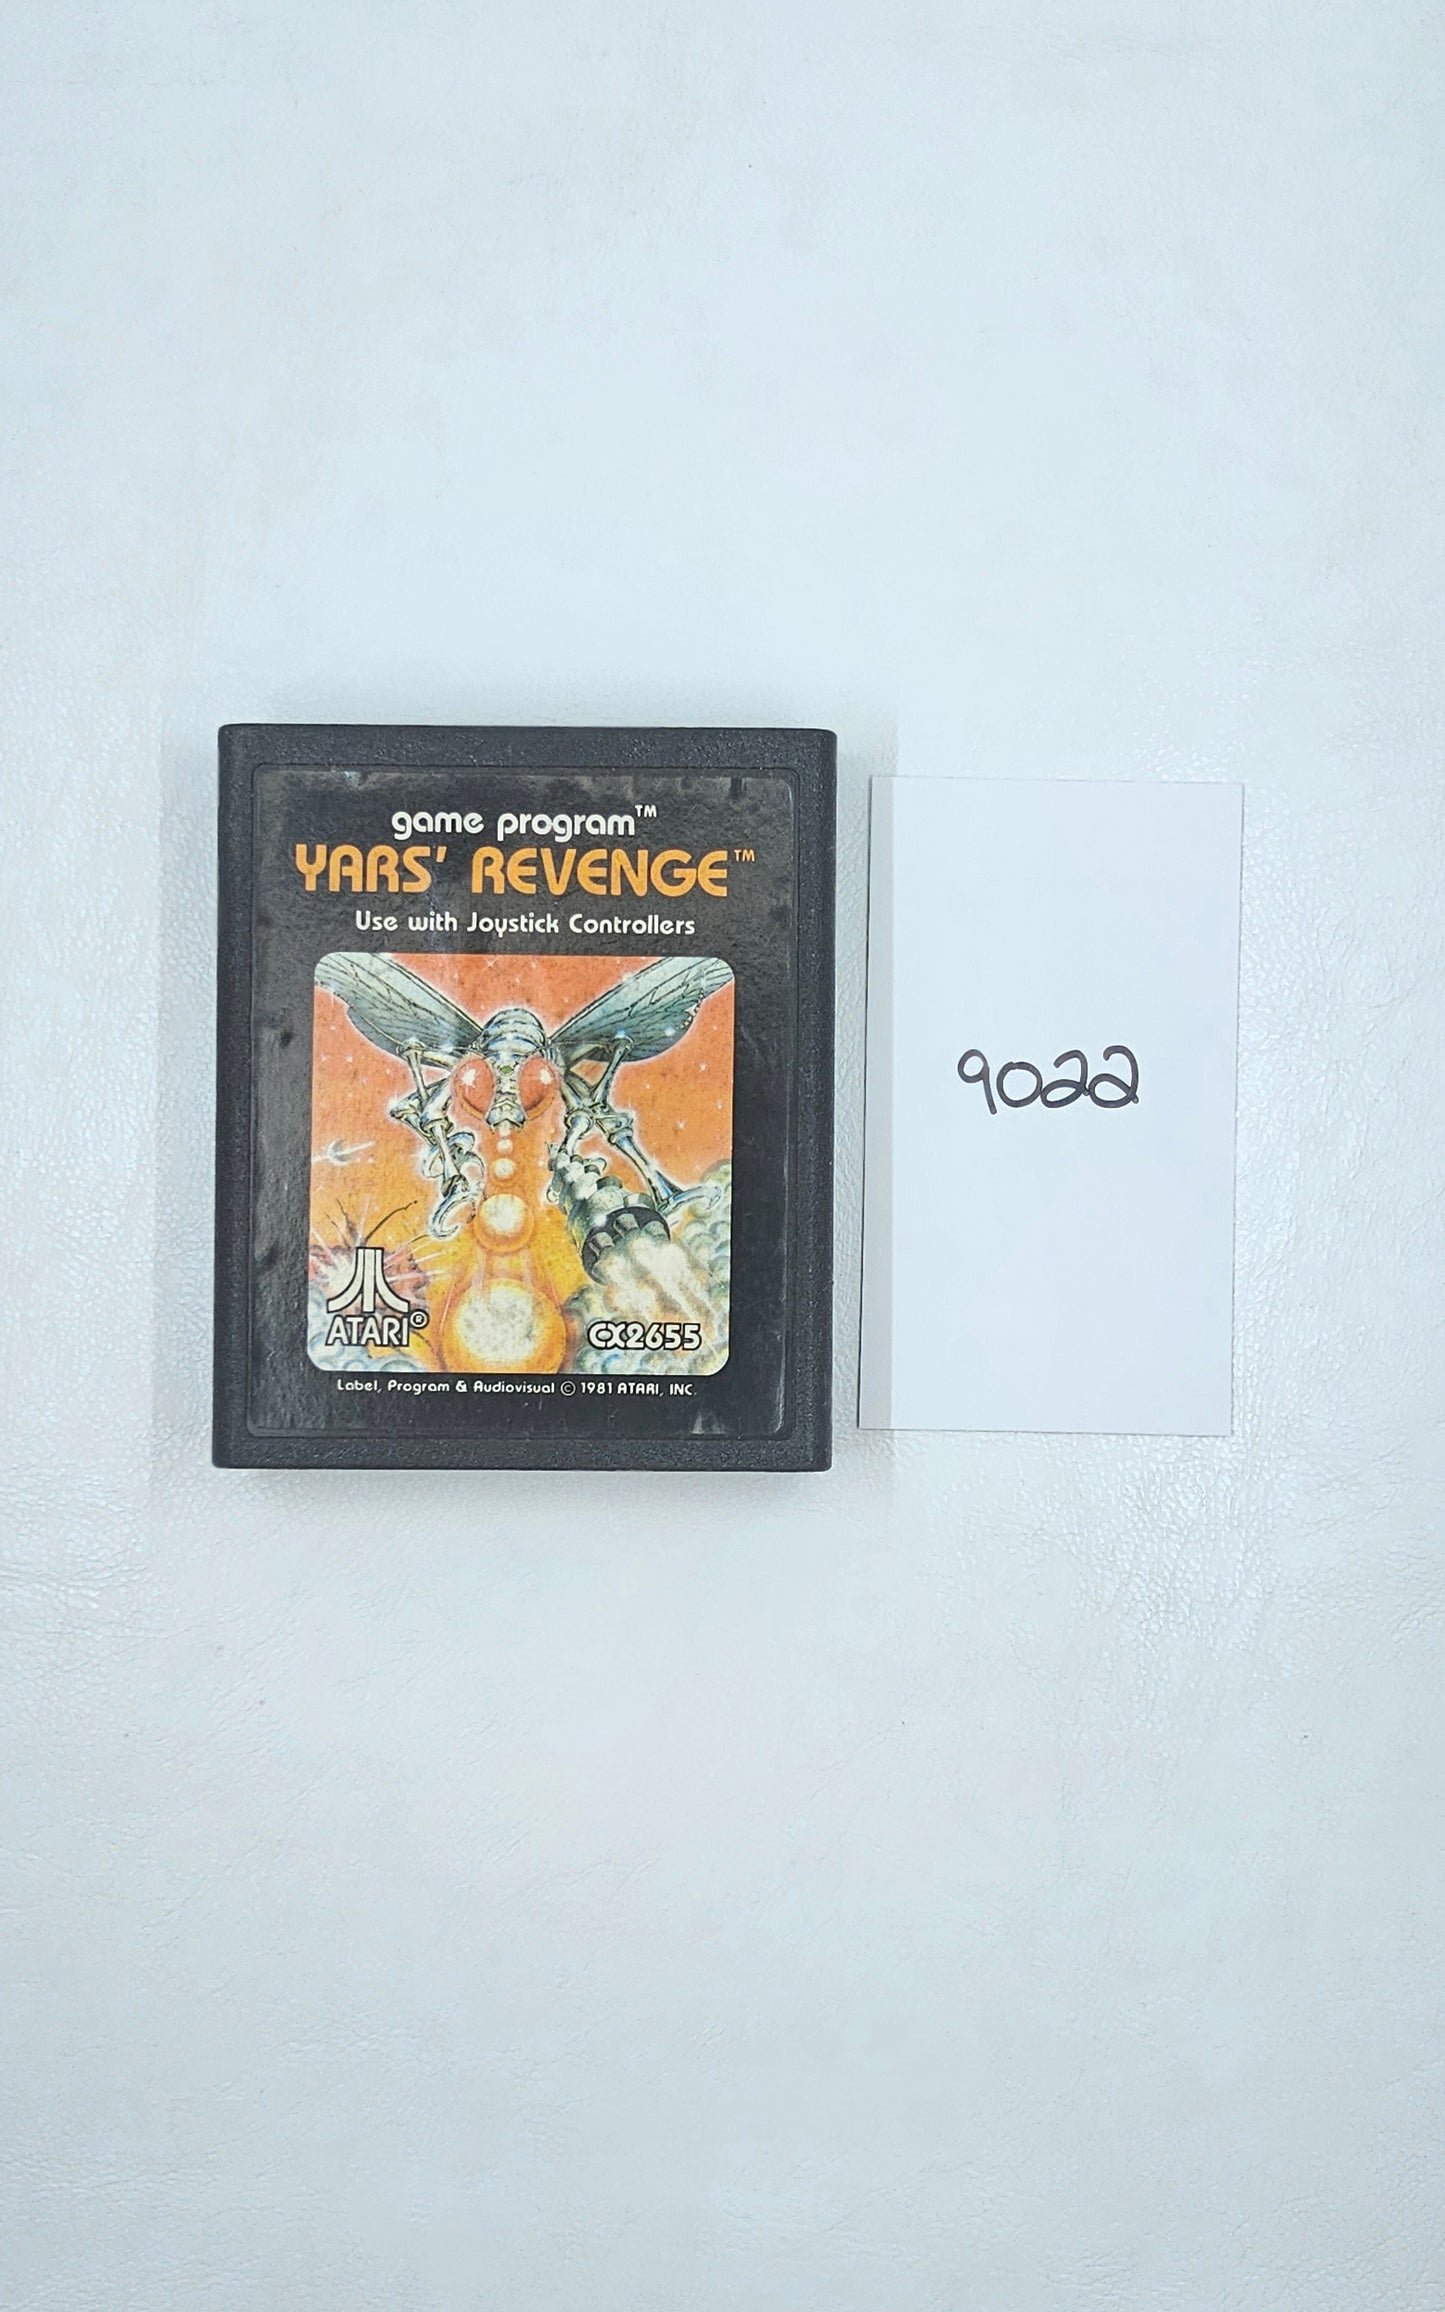 game program™
YARS' REVENGE™
Use with Joystick Controllers
ATARI®
CX2655
Label, Program & Audiovisual © 1981 ATARI, INC.
9022